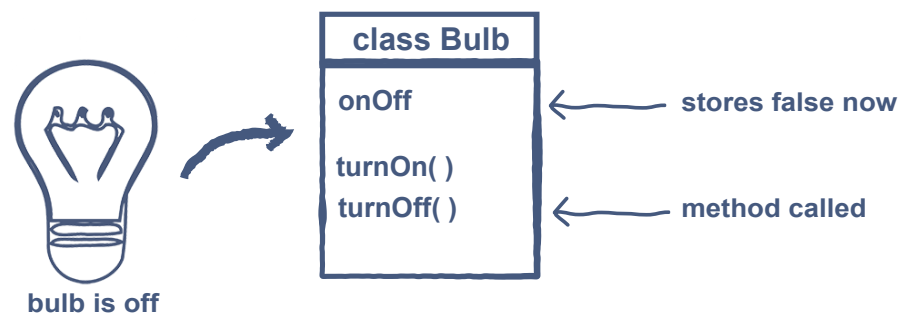 class Bulb
onOff
stores false now
turnOn( )
turnOff( )
method called
bulb is off